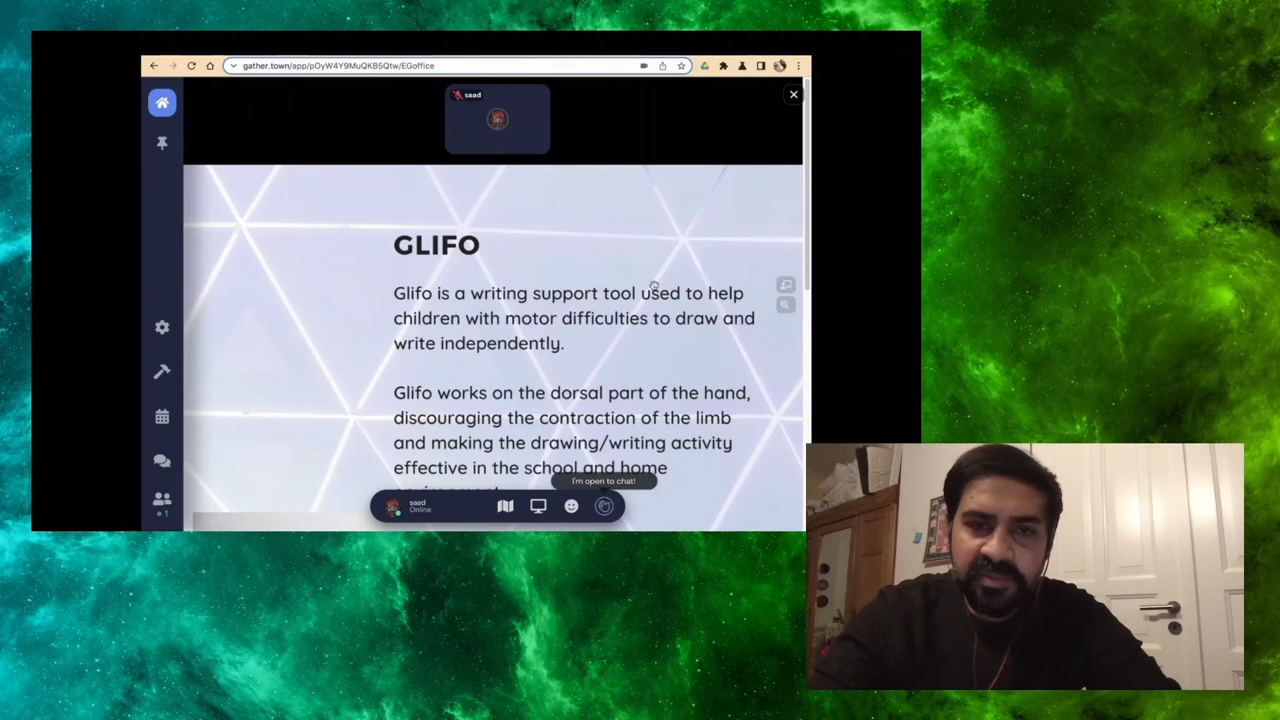 gather.town/app/pOyW4Y9MuQKB5Qtw/EGoffice
saad
GLIFO
Glifo is a writing support tool used to help
children with motor difficulties to draw and
write independently.
Glifo works on the dorsal part of the hand,
discouraging the contraction of the limb
and making the drawing/writing activity
effective in the school and home
I'm open to chat!
saad
Online
1